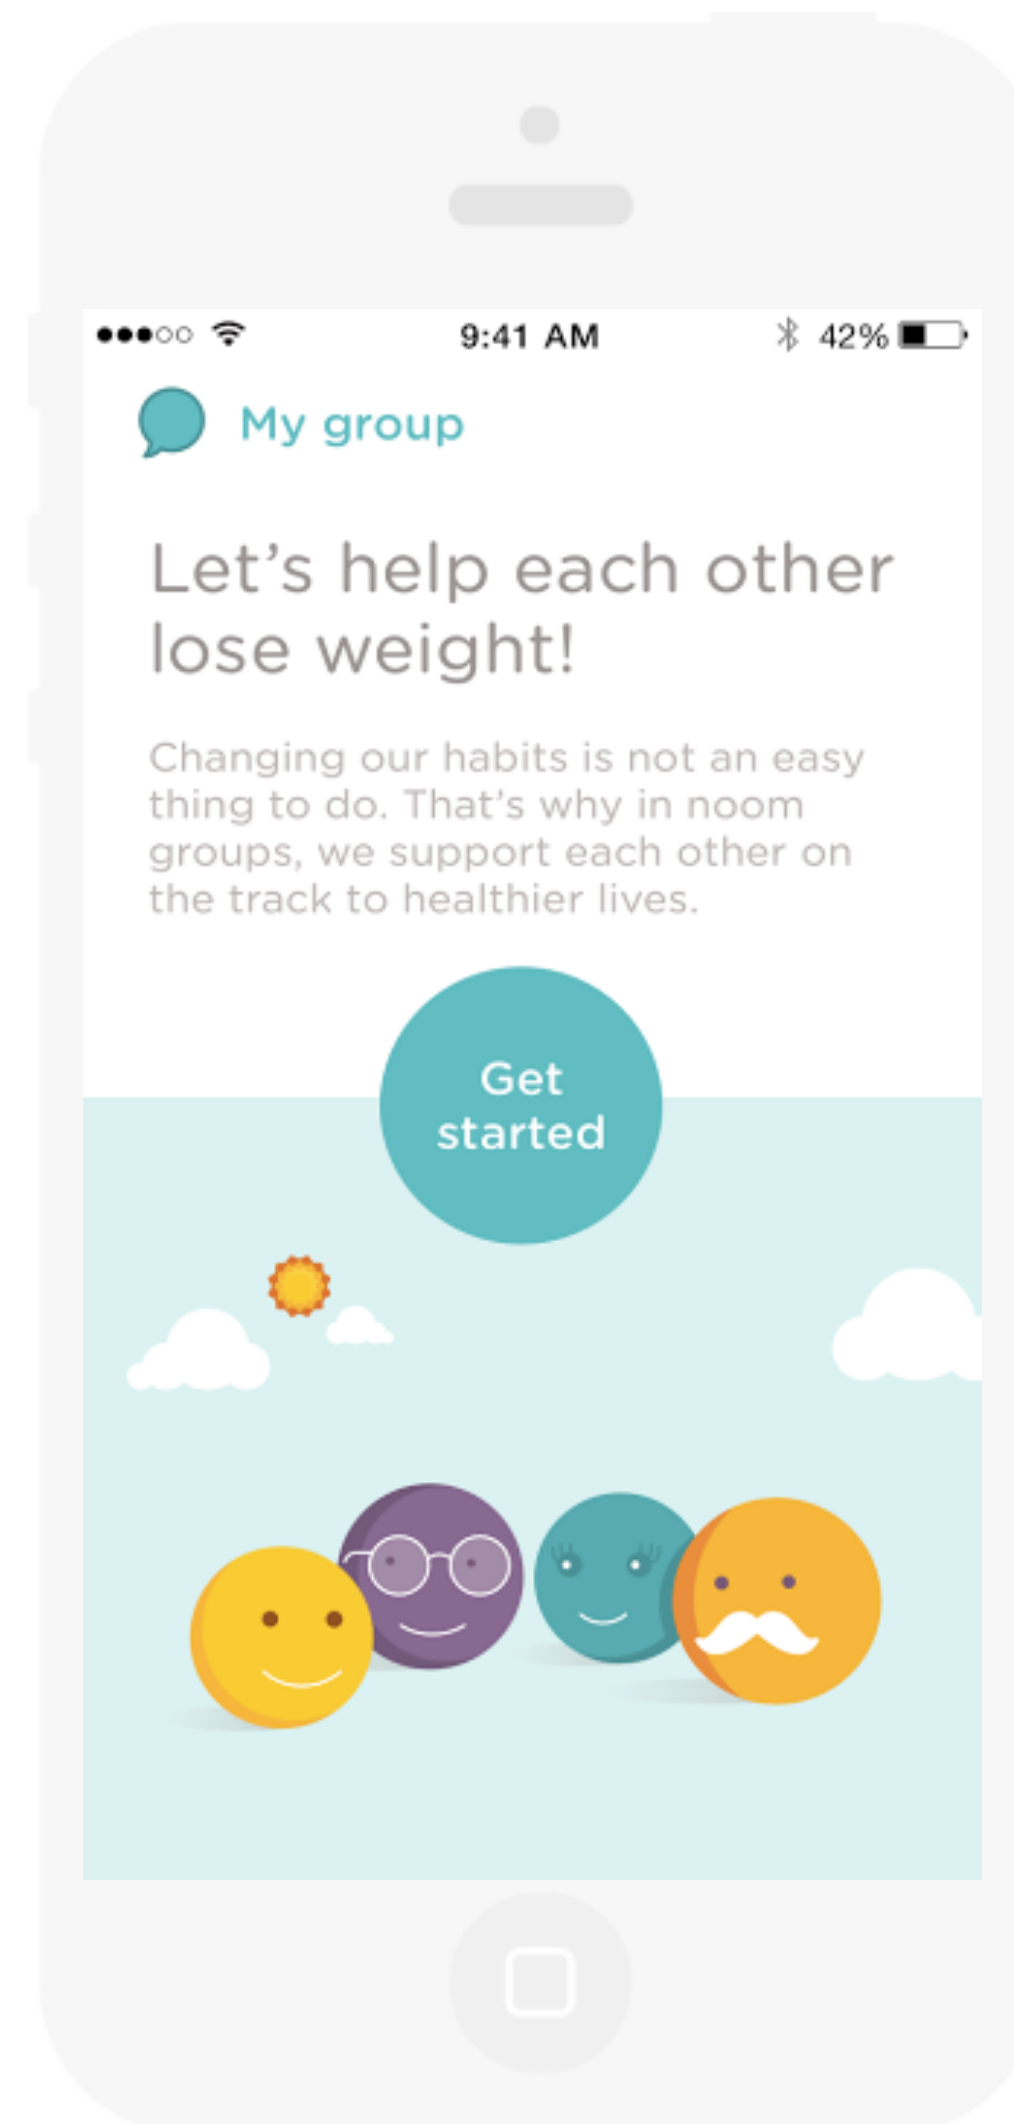 9:41 AM 42%
My group
Let’s help each other
lose weight!
Changing our habits is not an easy
thing to do. That’s why in noom
groups, we support each other on
the track to healthier lives.
Get
started